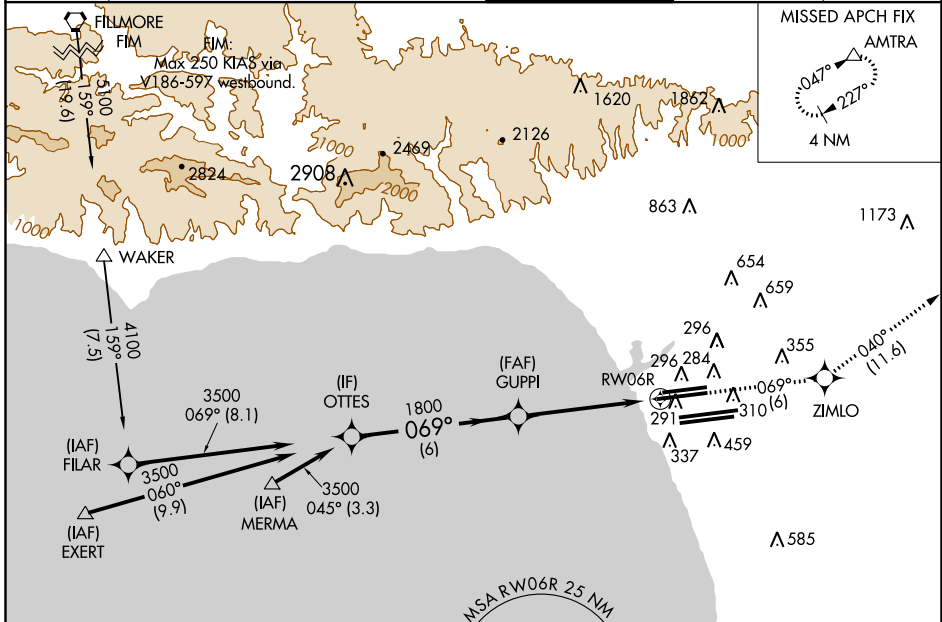 FILLMORE
FIM
FIM:
Max 250 KIAS via
V186-597 westbound.
5100
159°
(19.6)
MISSED APCH FIX
AMTRA
047°
227°
4 NM
1620
1862
1000
2126
2469
1000
2908
2000
2824
1000
863
1173
WAKER
654
659
4100
159°
(7.5)
296
355
296
284
040°
(11.6)
(FAF)
GUPPI
RW06R
069°
(6)
ZIMLO
(IF)
OTTES
3500
069° (8.1)
1800
069°
(6)
291
310
337
459
(IAF)
FILAR
3500
060°
(9.9)
3500
045° (3.3)
(IAF)
MERMA
(IAF)
EXERT
585
MSA RW06R 25 NM